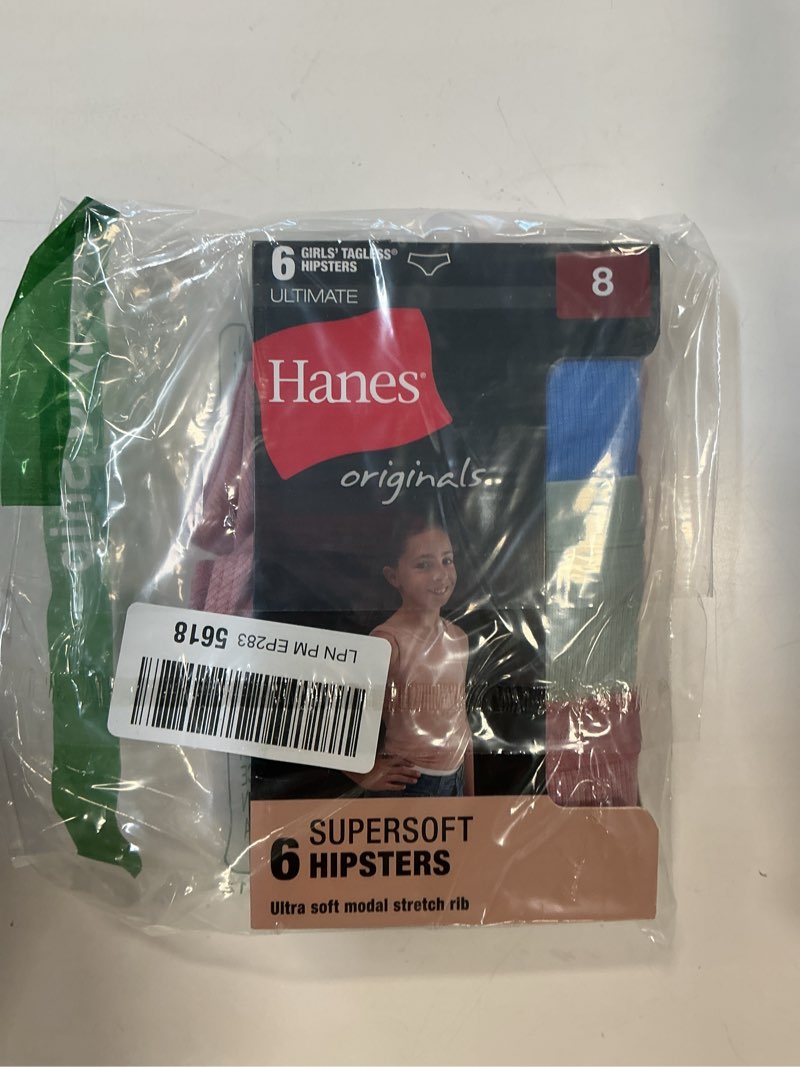 6 GIRLS' TAGLESS®
HIPSTERS
ULTIMATE
8
Hanes®
originals
LPN PM EP283 5618
6 SUPERSOFT
HIPSTERS
Ultra soft modal stretch rib